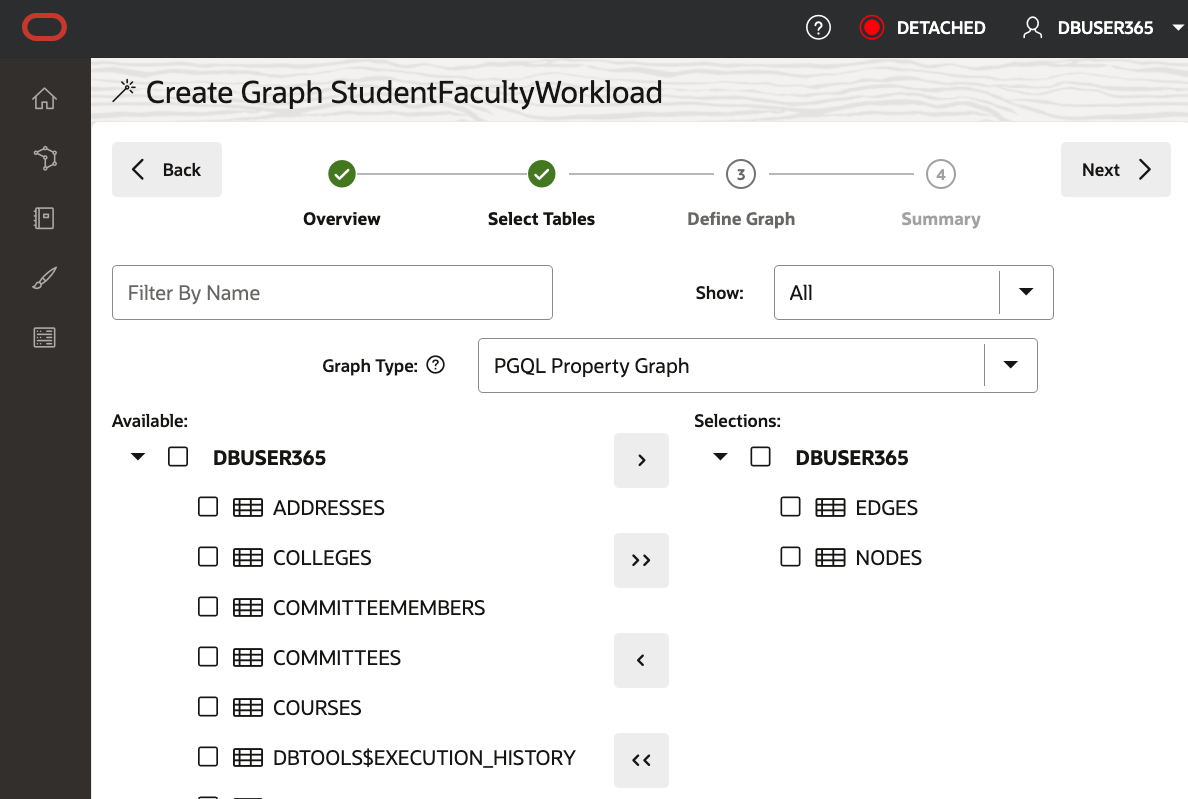 DETACHED DBUSER365
Create Graph StudentFacultyWorkload
Back 3 4 Next
Overview Select Tables Define Graph Summary
Filter By Name Show: All
Graph Type: ? PGQL Property Graph
Available: Selections:
DBUSER365 > DBUSER365
ADDRESSES EDGES
COLLEGES >> NODES
COMMITTEEMEMBERS
COMMITTEES <
COURSES
DBTOOLS$EXECUTION_HISTORY <<